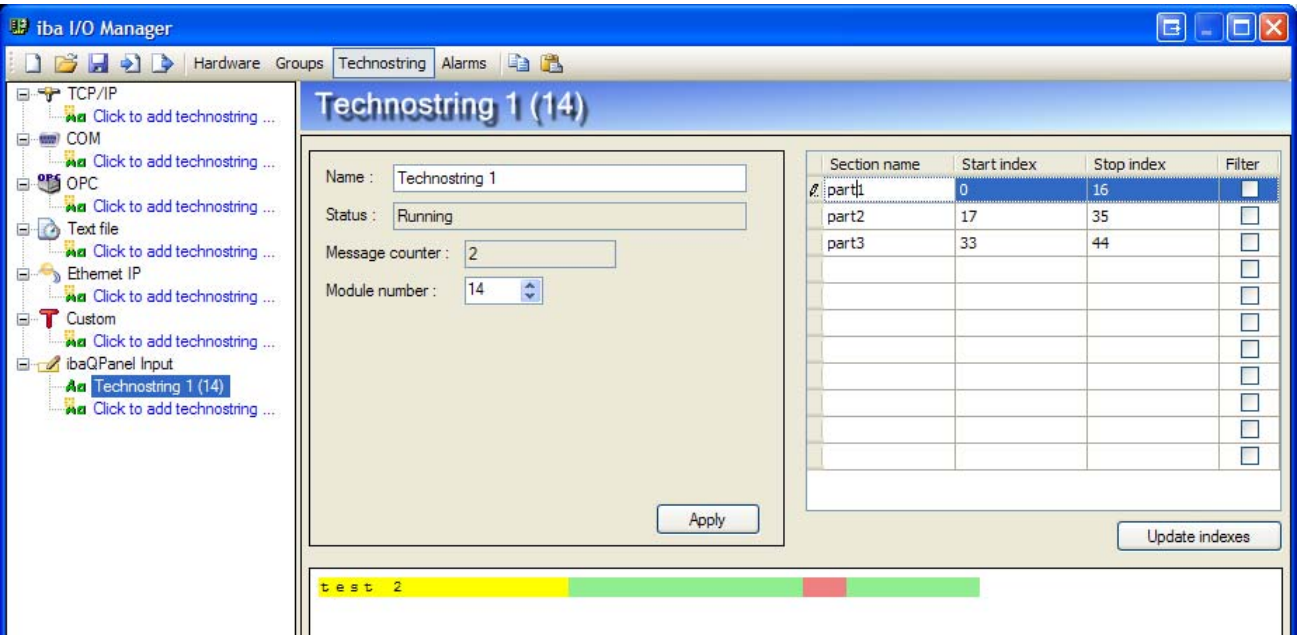 iba I/O Manager
Hardware Groups Technostring Alarms
TCP/IP
Click to add technostring ...
COM
Click to add technostring ...
OPC
OPC
Click to add technostring ...
Text file
Click to add technostring ...
Ethernet IP
Click to add technostring ...
Custom
Click to add technostring ...
ibaQPanel Input
Aa Technostring 1 (14)
Click to add technostring ...
Technostring 1 (14)
Name : Technostring 1
Status : Running
Message counter : 2
Module number : 14
Apply
Section name Start index Stop index Filter
part1 0 16
part2 17 35
part3 33 44
Update indexes
test 2